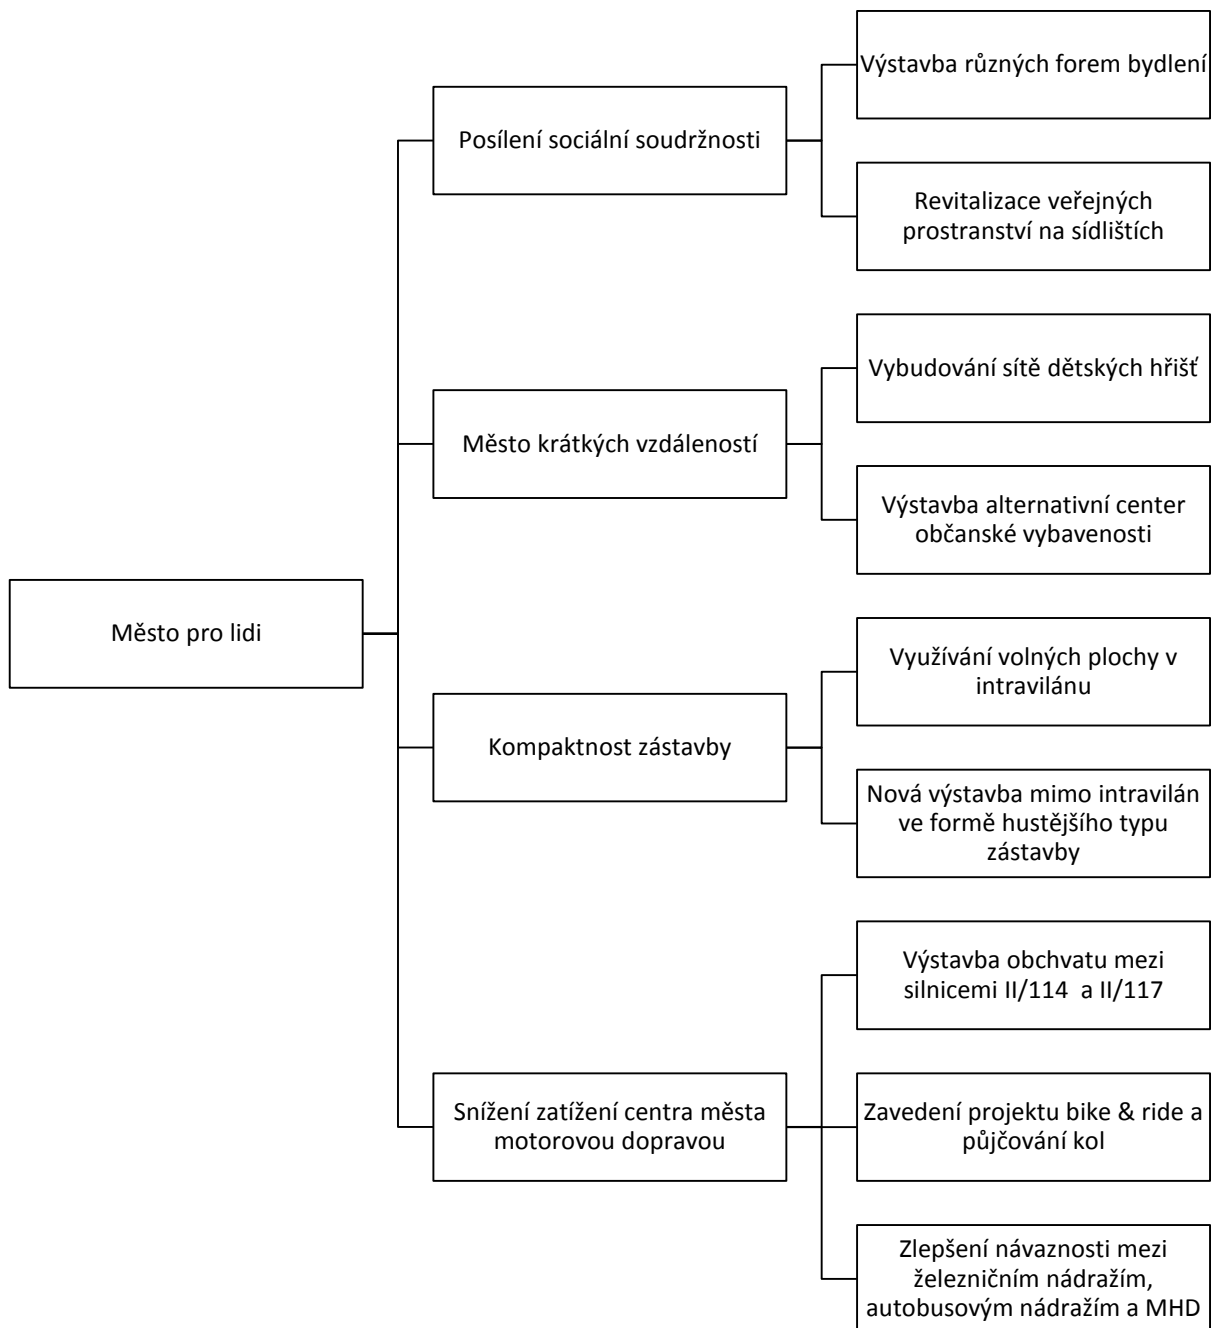 Město pro lidi
Posílení sociální soudržnosti
Výstavba různých forem bydlení
Revitalizace veřejných
prostranství na sídlištích
Město krátkých vzdáleností
Vybudování sítě dětských hřišť
Výstavba alternativní center
občanské vybavenosti
Kompaktnost zástavby
Využívání volných plochy v
intravilánu
Nová výstavba mimo intravilán
ve formě hustějšího typu
zástavby
Snížení zatížení centra města
motorovou dopravou
Výstavba obchvatu mezi
silnicemi II/114 a II/117
Zavedení projektu bike & ride a
půjčování kol
Zlepšení návaznosti mezi
železničním nádražím,
autobusovým nádražím a MHD